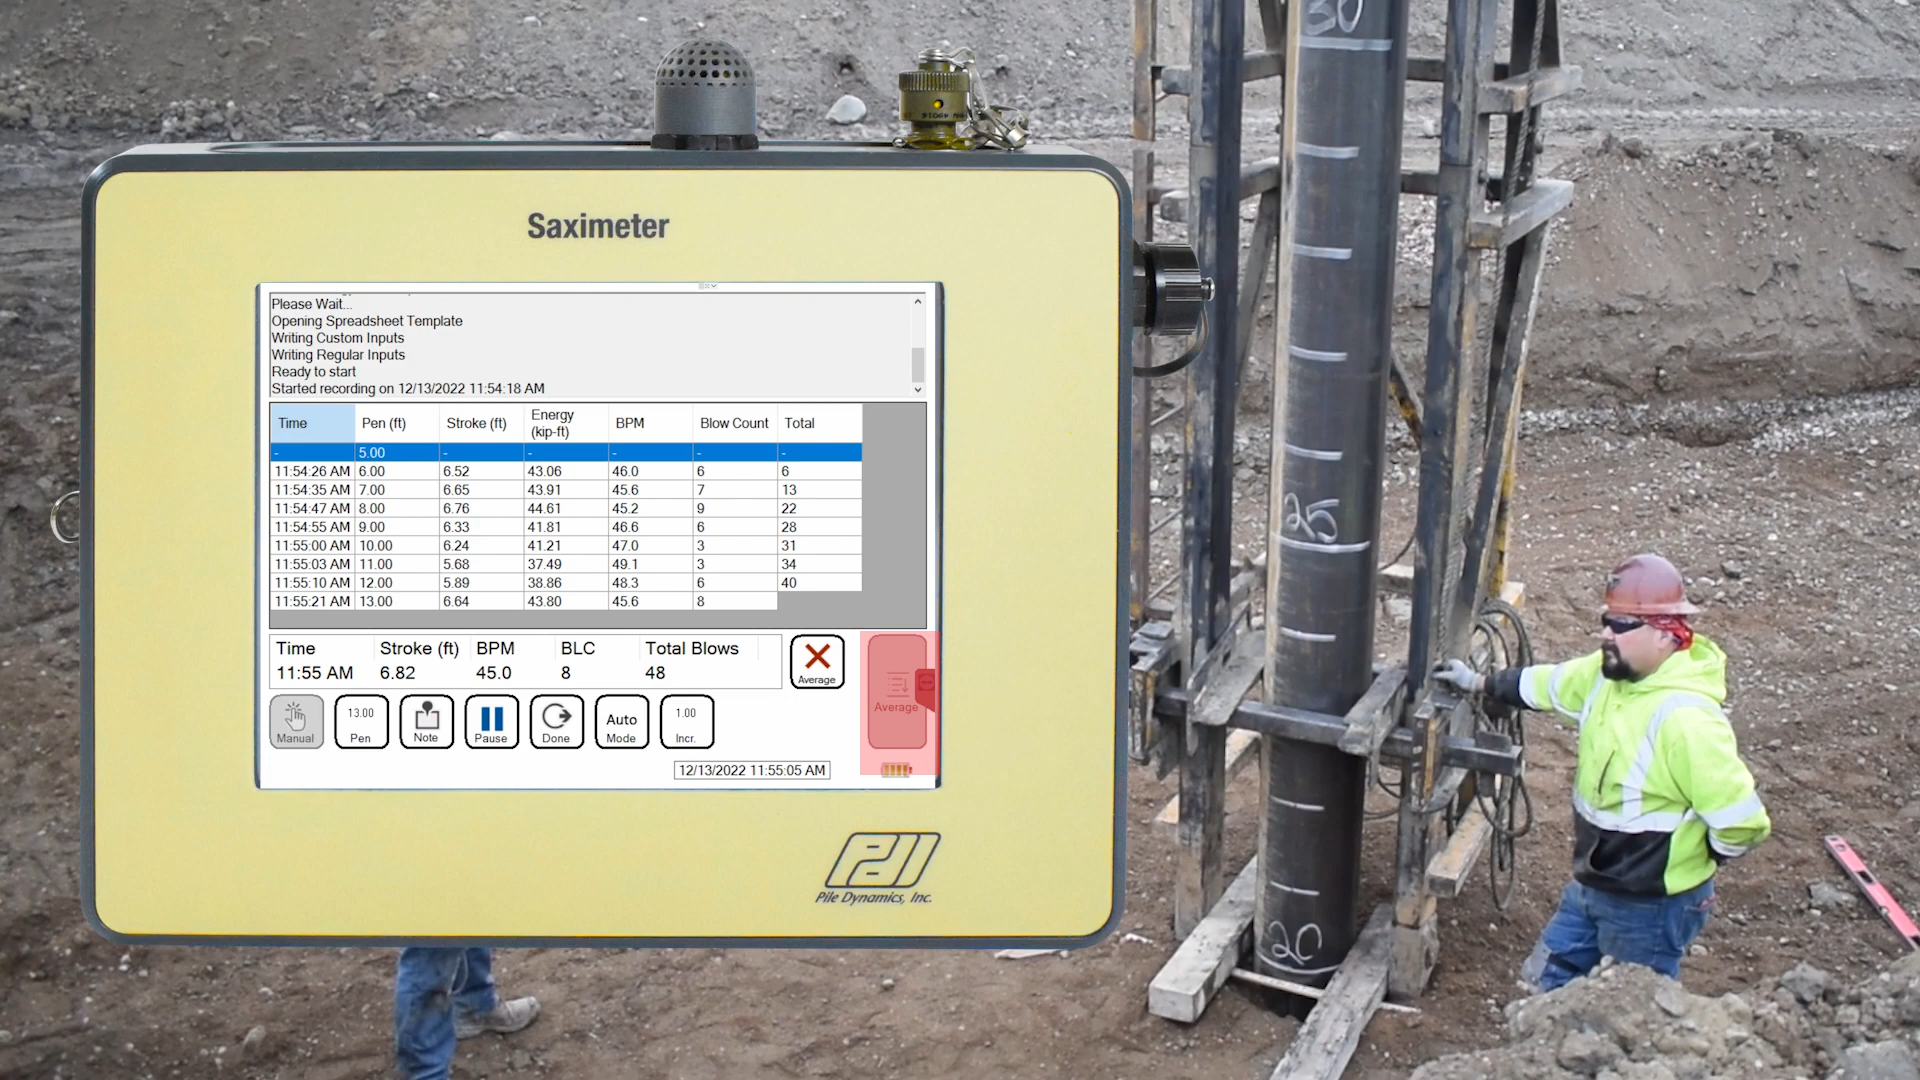 30
49016
Saximeter
Please Wait...
Opening Spreadsheet Template
Writing Custom Inputs
Writing Regular Inputs
Ready to start
Started recording on 12/13/2022 11:54:18 AM
Time Pen (ft) Stroke (ft) Energy (kip-ft) BPM Blow Count Total
- 5.00 - - - - -
11:54:26 AM 6.00 6.52 43.06 46.0 6 6
11:54:35 AM 7.00 6.65 43.91 45.6 7 13
11:54:47 AM 8.00 6.76 44.61 45.2 9 22
11:54:55 AM 9.00 6.33 41.81 46.6 6 28
11:55:00 AM 10.00 6.24 41.21 47.0 3 31
11:55:03 AM 11.00 5.68 37.49 49.1 3 34
11:55:10 AM 12.00 5.89 38.86 48.3 6 40
11:55:21 AM 13.00 6.64 43.80 45.6 8
25
Time Stroke (ft) BPM BLC Total Blows
11:55 AM 6.82 45.0 8 48
Average
Average
Manual
13.00
Pen
Note
Pause
Done
Auto
Mode
1.00
Incr.
12/13/2022 11:55:05 AM
PDI
Pile Dynamics, Inc.
20